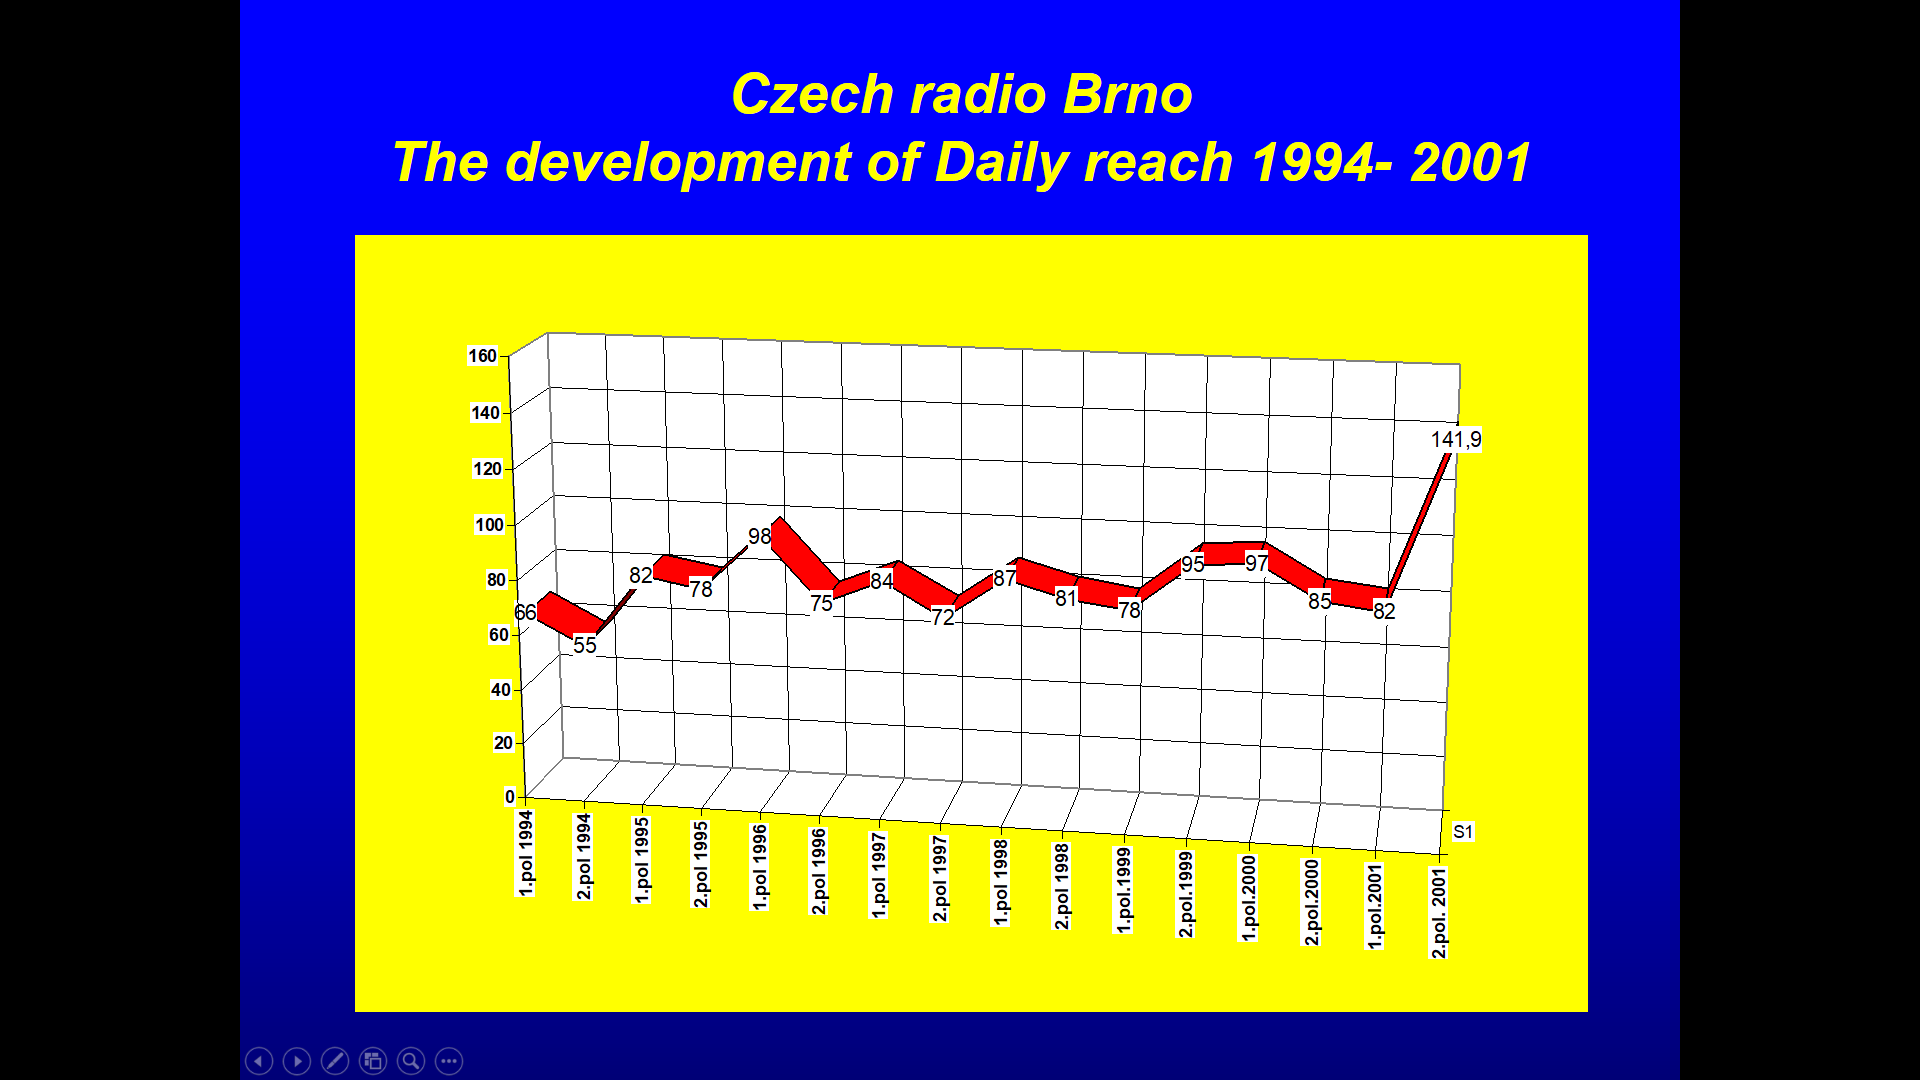 Czech radio Brno
The development of Daily reach 1994- 2001
160
140
120
100
80
60
40
20
0
66
55
82
78
98
75
84
72
87
81
78
95
97
85
82
141,9
1.pol 1994
2.pol 1994
1.pol 1995
2.pol 1995
1.pol 1996
2.pol 1996
1.pol 1997
2.pol 1997
1.pol 1998
2.pol 1998
1.pol.1999
2.pol.1999
1.pol.2000
2.pol.2000
1.pol.2001
2.pol. 2001
S1